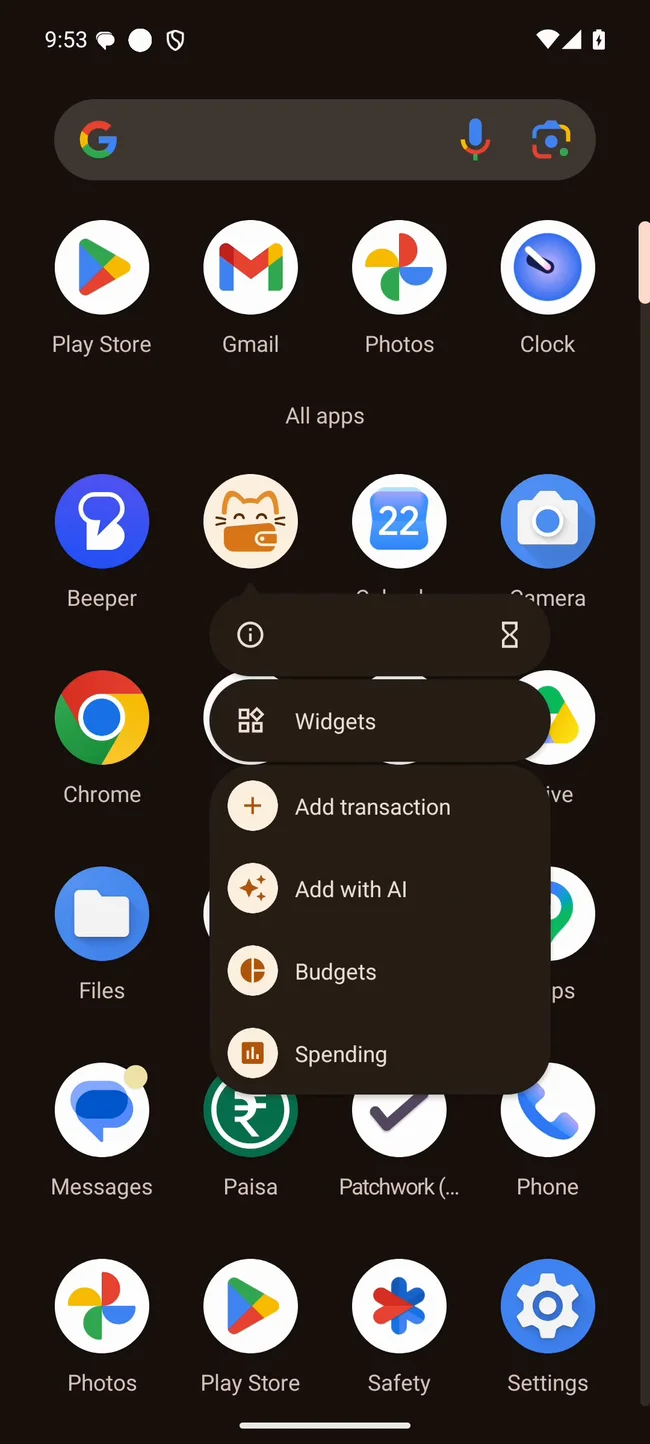 9:53
Play Store
Gmail
Photos
Clock
All apps
22
Beeper
Camera
Widgets
Chrome
Add transaction
Add with AI
Files
Budgets
Spending
₹
Messages
Paisa
Patchwork (...
Phone
Photos
Play Store
Safety
Settings